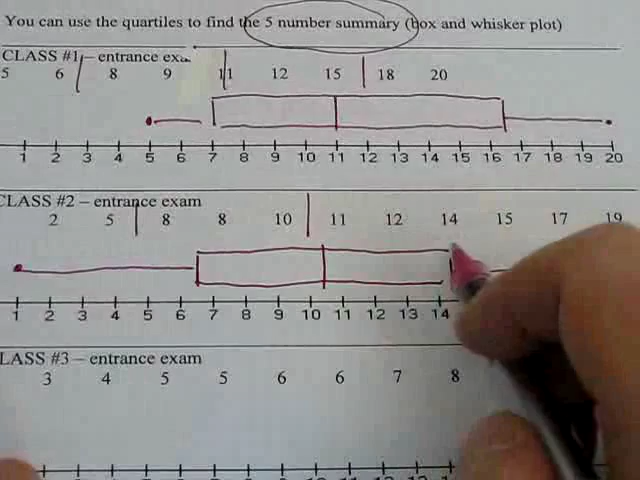 You can use the quartiles to find the 5 number summary (box and whisker plot)
CLASS #1 – entrance
5 6 8 9 11 12 15 18 20
1 2 3 4 5 6 7 8 9 10 11 12 13 14 15 16 17 18 19 20
CLASS #2 – entrance exam
2 5 8 8 10 11 12 14 15 17 19
1 2 3 4 5 6 7 8 9 10 11 12 13 14
LASS #3 – entrance exam
3 4 5 5 6 6 7 8